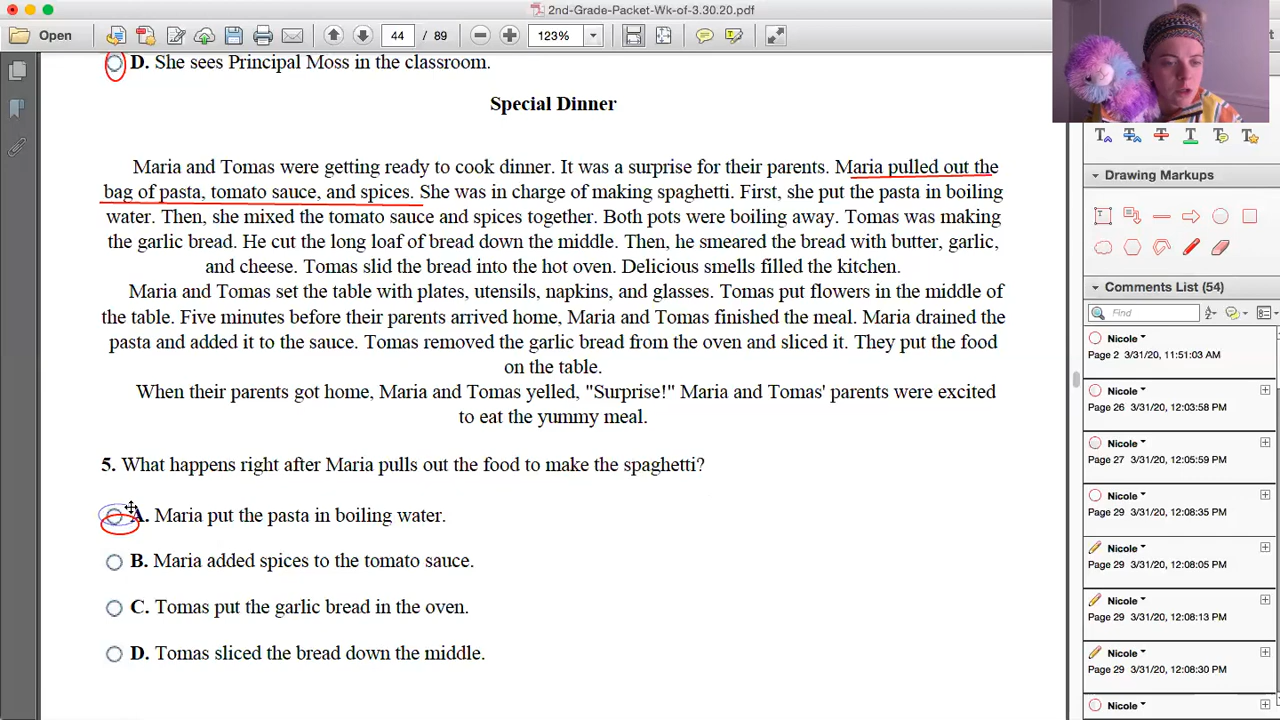 2nd-Grade-Packet-Wk-of-3.30.20.pdf
Open
44 / 89
123%
D. She sees Principal Moss in the classroom.
Special Dinner
Maria and Tomas were getting ready to cook dinner. It was a surprise for their parents. Maria pulled out the
bag of pasta, tomato sauce, and spices. She was in charge of making spaghetti. First, she put the pasta in boiling
water. Then, she mixed the tomato sauce and spices together. Both pots were boiling away. Tomas was making
the garlic bread. He cut the long loaf of bread down the middle. Then, he smeared the bread with butter, garlic,
and cheese. Tomas slid the bread into the hot oven. Delicious smells filled the kitchen.
Maria and Tomas set the table with plates, utensils, napkins, and glasses. Tomas put flowers in the middle of
the table. Five minutes before their parents arrived home, Maria and Tomas finished the meal. Maria drained the
pasta and added it to the sauce. Tomas removed the garlic bread from the oven and sliced it. They put the food
on the table.
When their parents got home, Maria and Tomas yelled, "Surprise!" Maria and Tomas' parents were excited
to eat the yummy meal.
5. What happens right after Maria pulls out the food to make the spaghetti?
A. Maria put the pasta in boiling water.
B. Maria added spices to the tomato sauce.
C. Tomas put the garlic bread in the oven.
D. Tomas sliced the bread down the middle.
Drawing Markups
Comments List (54)
Find
Nicole
Page 2 3/31/20, 11:51:03 AM
Nicole
Page 26 3/31/20, 12:03:58 PM
Nicole
Page 27 3/31/20, 12:05:59 PM
Nicole
Page 29 3/31/20, 12:08:35 PM
Nicole
Page 29 3/31/20, 12:08:05 PM
Nicole
Page 29 3/31/20, 12:08:13 PM
Nicole
Page 29 3/31/20, 12:08:30 PM
Nicole